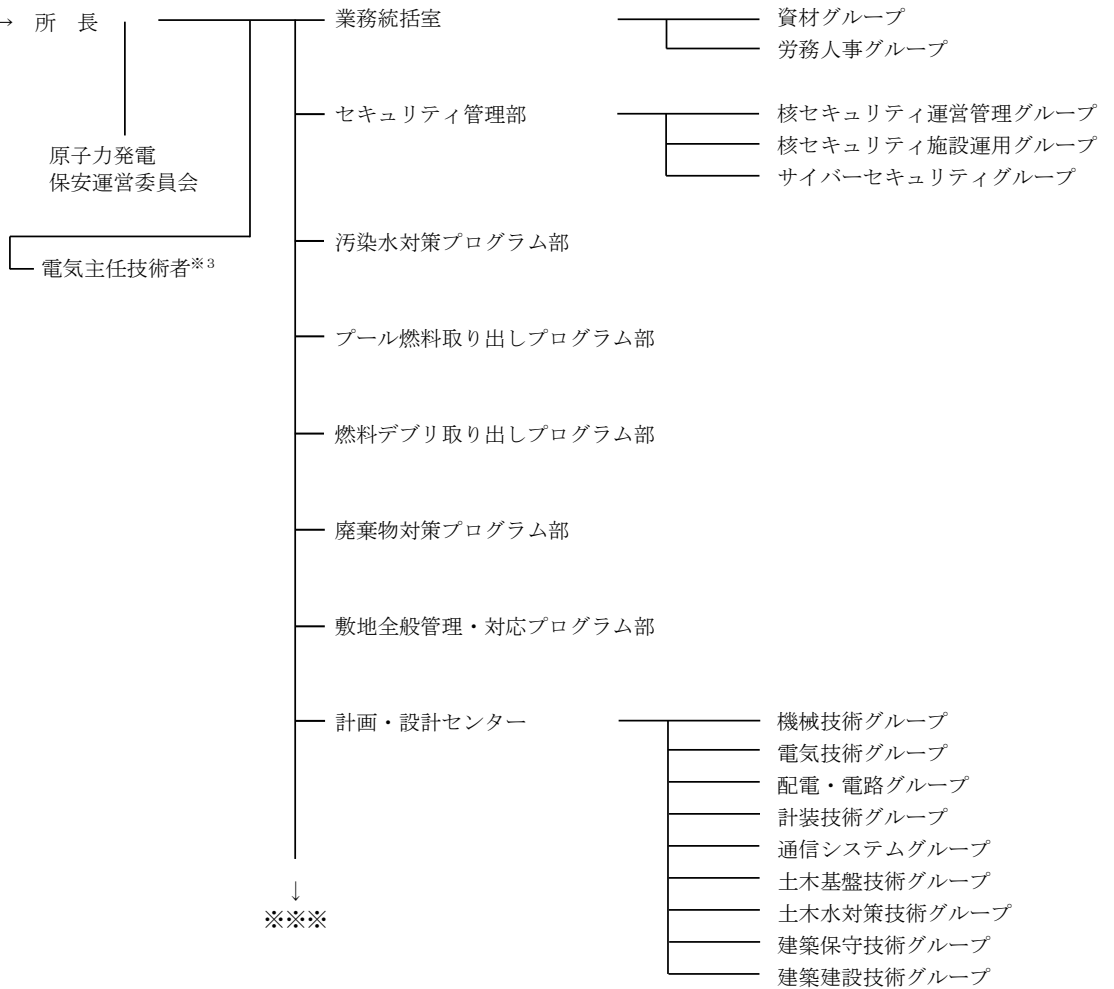 → 所 長
業務統括室
資材グループ
労務人事グループ
セキュリティ管理部
核セキュリティ運営管理グループ
核セキュリティ施設運用グループ
サイバーセキュリティグループ
原子力発電
保安運営委員会
電気主任技術者※3
汚染水対策プログラム部
プール燃料取り出しプログラム部
燃料デブリ取り出しプログラム部
廃棄物対策プログラム部
敷地全般管理・対応プログラム部
計画・設計センター
機械技術グループ
電気技術グループ
配電・電路グループ
計装技術グループ
通信システムグループ
土木基盤技術グループ
土木水対策技術グループ
建築保守技術グループ
建築建設技術グループ
↓
※※※